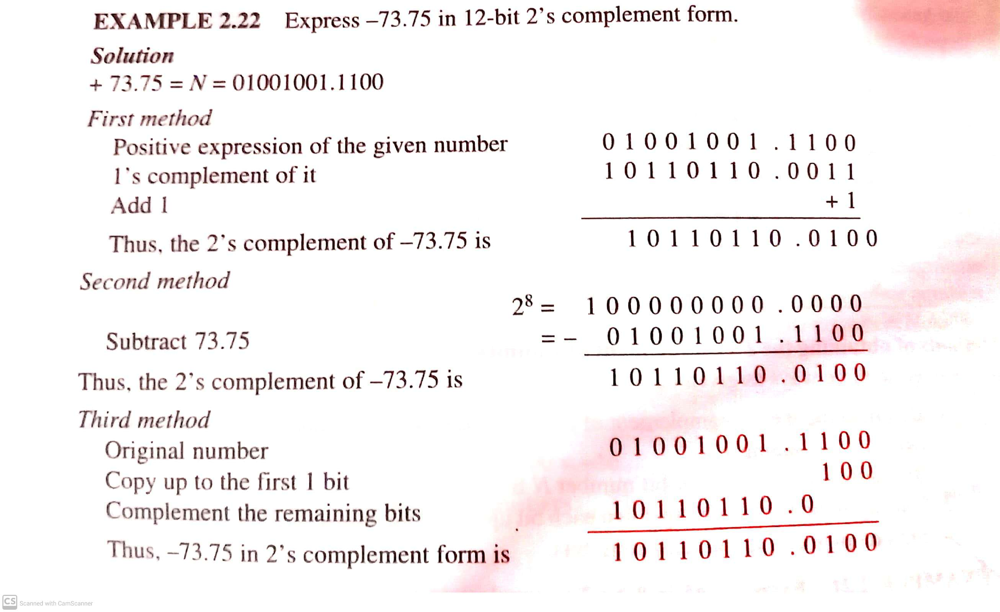 EXAMPLE 2.22 Express –73.75 in 12-bit 2's complement form.
Solution
+ 73.75 = N = 01001001.1100
First method
Positive expression of the given number 0 1 0 0 1 0 0 1 . 1 1 0 0
1's complement of it 1 0 1 1 0 1 1 0 . 0 0 1 1
Add 1 + 1
Thus, the 2's complement of –73.75 is 1 0 1 1 0 1 1 0 . 0 1 0 0
Second method
2⁸ = 1 0 0 0 0 0 0 0 0 . 0 0 0 0
Subtract 73.75 = – 0 1 0 0 1 0 0 1 . 1 1 0 0
Thus, the 2's complement of –73.75 is 1 0 1 1 0 1 1 0 . 0 1 0 0
Third method
Original number 0 1 0 0 1 0 0 1 . 1 1 0 0
Copy up to the first 1 bit 1 0 0
Complement the remaining bits 1 0 1 1 0 1 1 0 . 0
Thus, –73.75 in 2's complement form is 1 0 1 1 0 1 1 0 . 0 1 0 0
CS Scanned with CamScanner